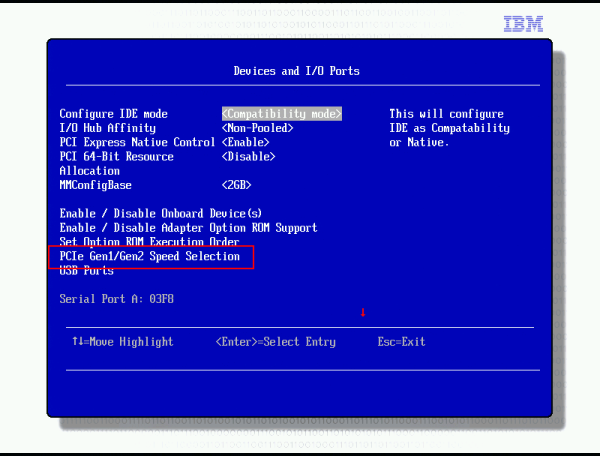 IBM
Devices and I/O Ports
Configure IDE mode <Compatibility mode> This will configure
I/O Hub Affinity <Non-Pooled> IDE as Compatability
PCI Express Native Control <Enable> or Native.
PCI 64-Bit Resource <Disable>
Allocation
MMConfigBase <2GB>
Enable / Disable Onboard Device(s)
Enable / Disable Adapter Option ROM Support
Set Option ROM Execution Order
PCIe Gen1/Gen2 Speed Selection
USB Ports
Serial Port A: 03F8
↓
↑↓=Move Highlight <Enter>=Select Entry Esc=Exit